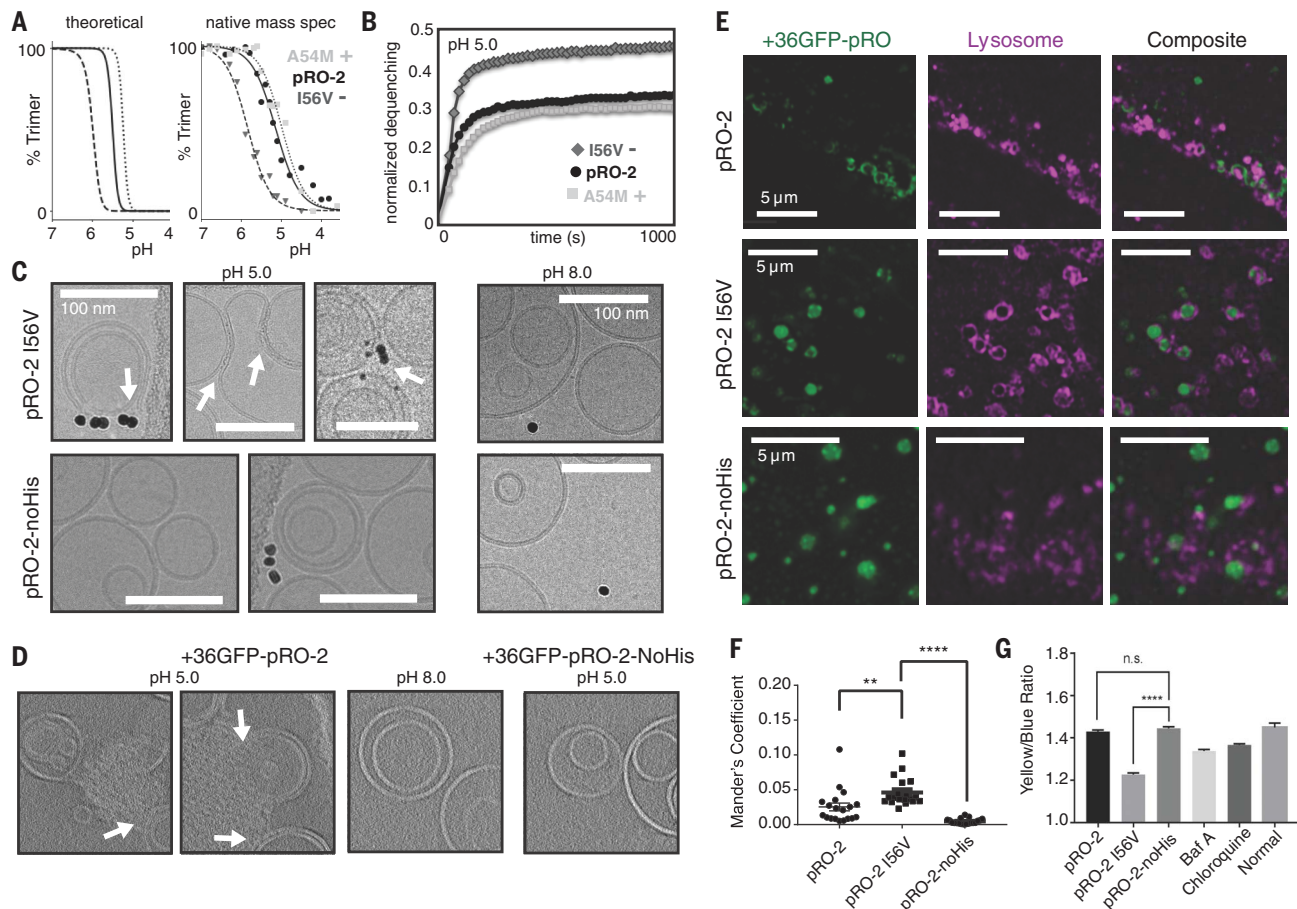 A
theoretical
native mass spec
100
% Trimer
0
7 6 5 4
pH
100
A54M +
pRO-2
I56V -
% Trimer
0
7 6 5 4
pH
B
0.5
0.4
0.3
0.2
0.1
0
normalized dequenching
pH 5.0
I56V -
pRO-2
A54M +
0 time (s) 1000
C
pH 5.0
pH 8.0
pRO-2 I56V
100 nm
100 nm
pRO-2-noHis
D
+36GFP-pRO-2
+36GFP-pRO-2-NoHis
pH 5.0
pH 8.0
pH 5.0
E
+36GFP-pRO
Lysosome
Composite
pRO-2
5 µm
pRO-2 I56V
5 µm
pRO-2-noHis
5 µm
F
****
**
0.20
0.15
0.10
0.05
0.00
Mander's Coefficient
pRO-2
pRO-2 I56V
pRO-2-noHis
G
n.s.
****
1.8
1.6
1.4
1.2
1.0
Yellow/Blue Ratio
pRO-2
pRO-2 I56V
pRO-2-noHis
Baf A
Chloroquine
Normal